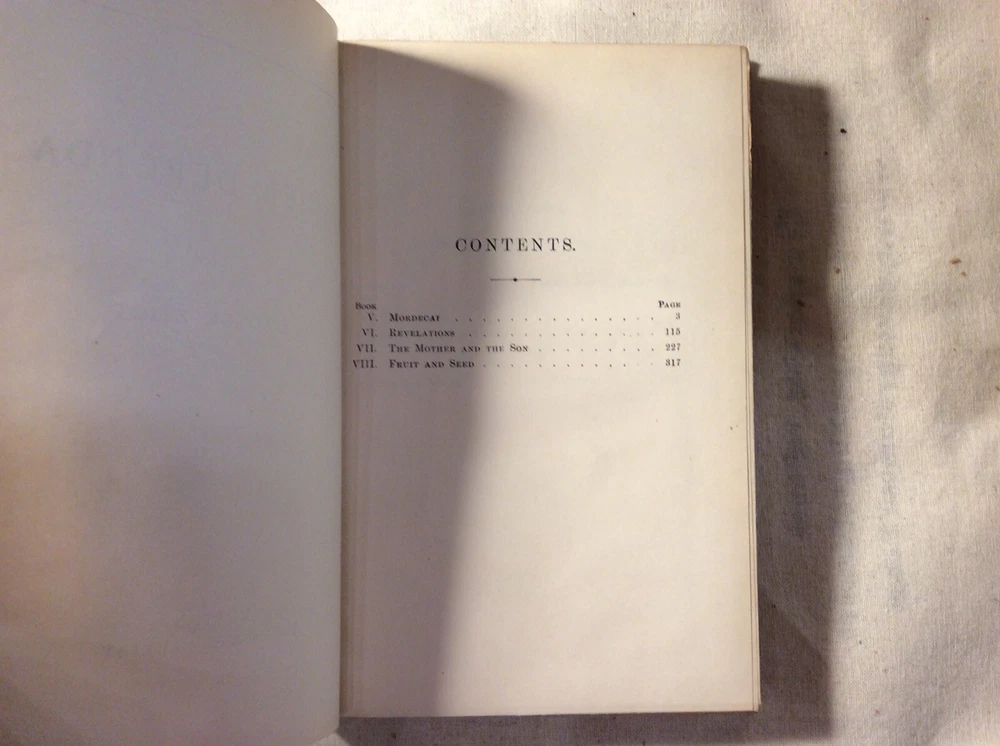 CONTENTS.
BOOK PAGE
V. MORDECAI . . . . . . . . . . . . . . . 3
VI. REVELATIONS . . . . . . . . . . . . . . 115
VII. THE MOTHER AND THE SON . . . . . . . . . 227
VIII. FRUIT AND SEED . . . . . . . . . . . . . 317